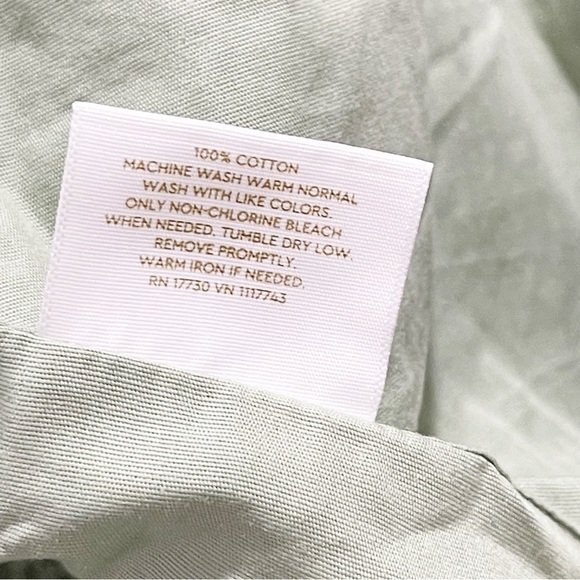 100% COTTON
MACHINE WASH WARM NORMAL
WASH WITH LIKE COLORS.
ONLY NON-CHLORINE BLEACH
WHEN NEEDED. TUMBLE DRY LOW.
REMOVE PROMPTLY.
WARM IRON IF NEEDED.
RN 17730 VN 1117743